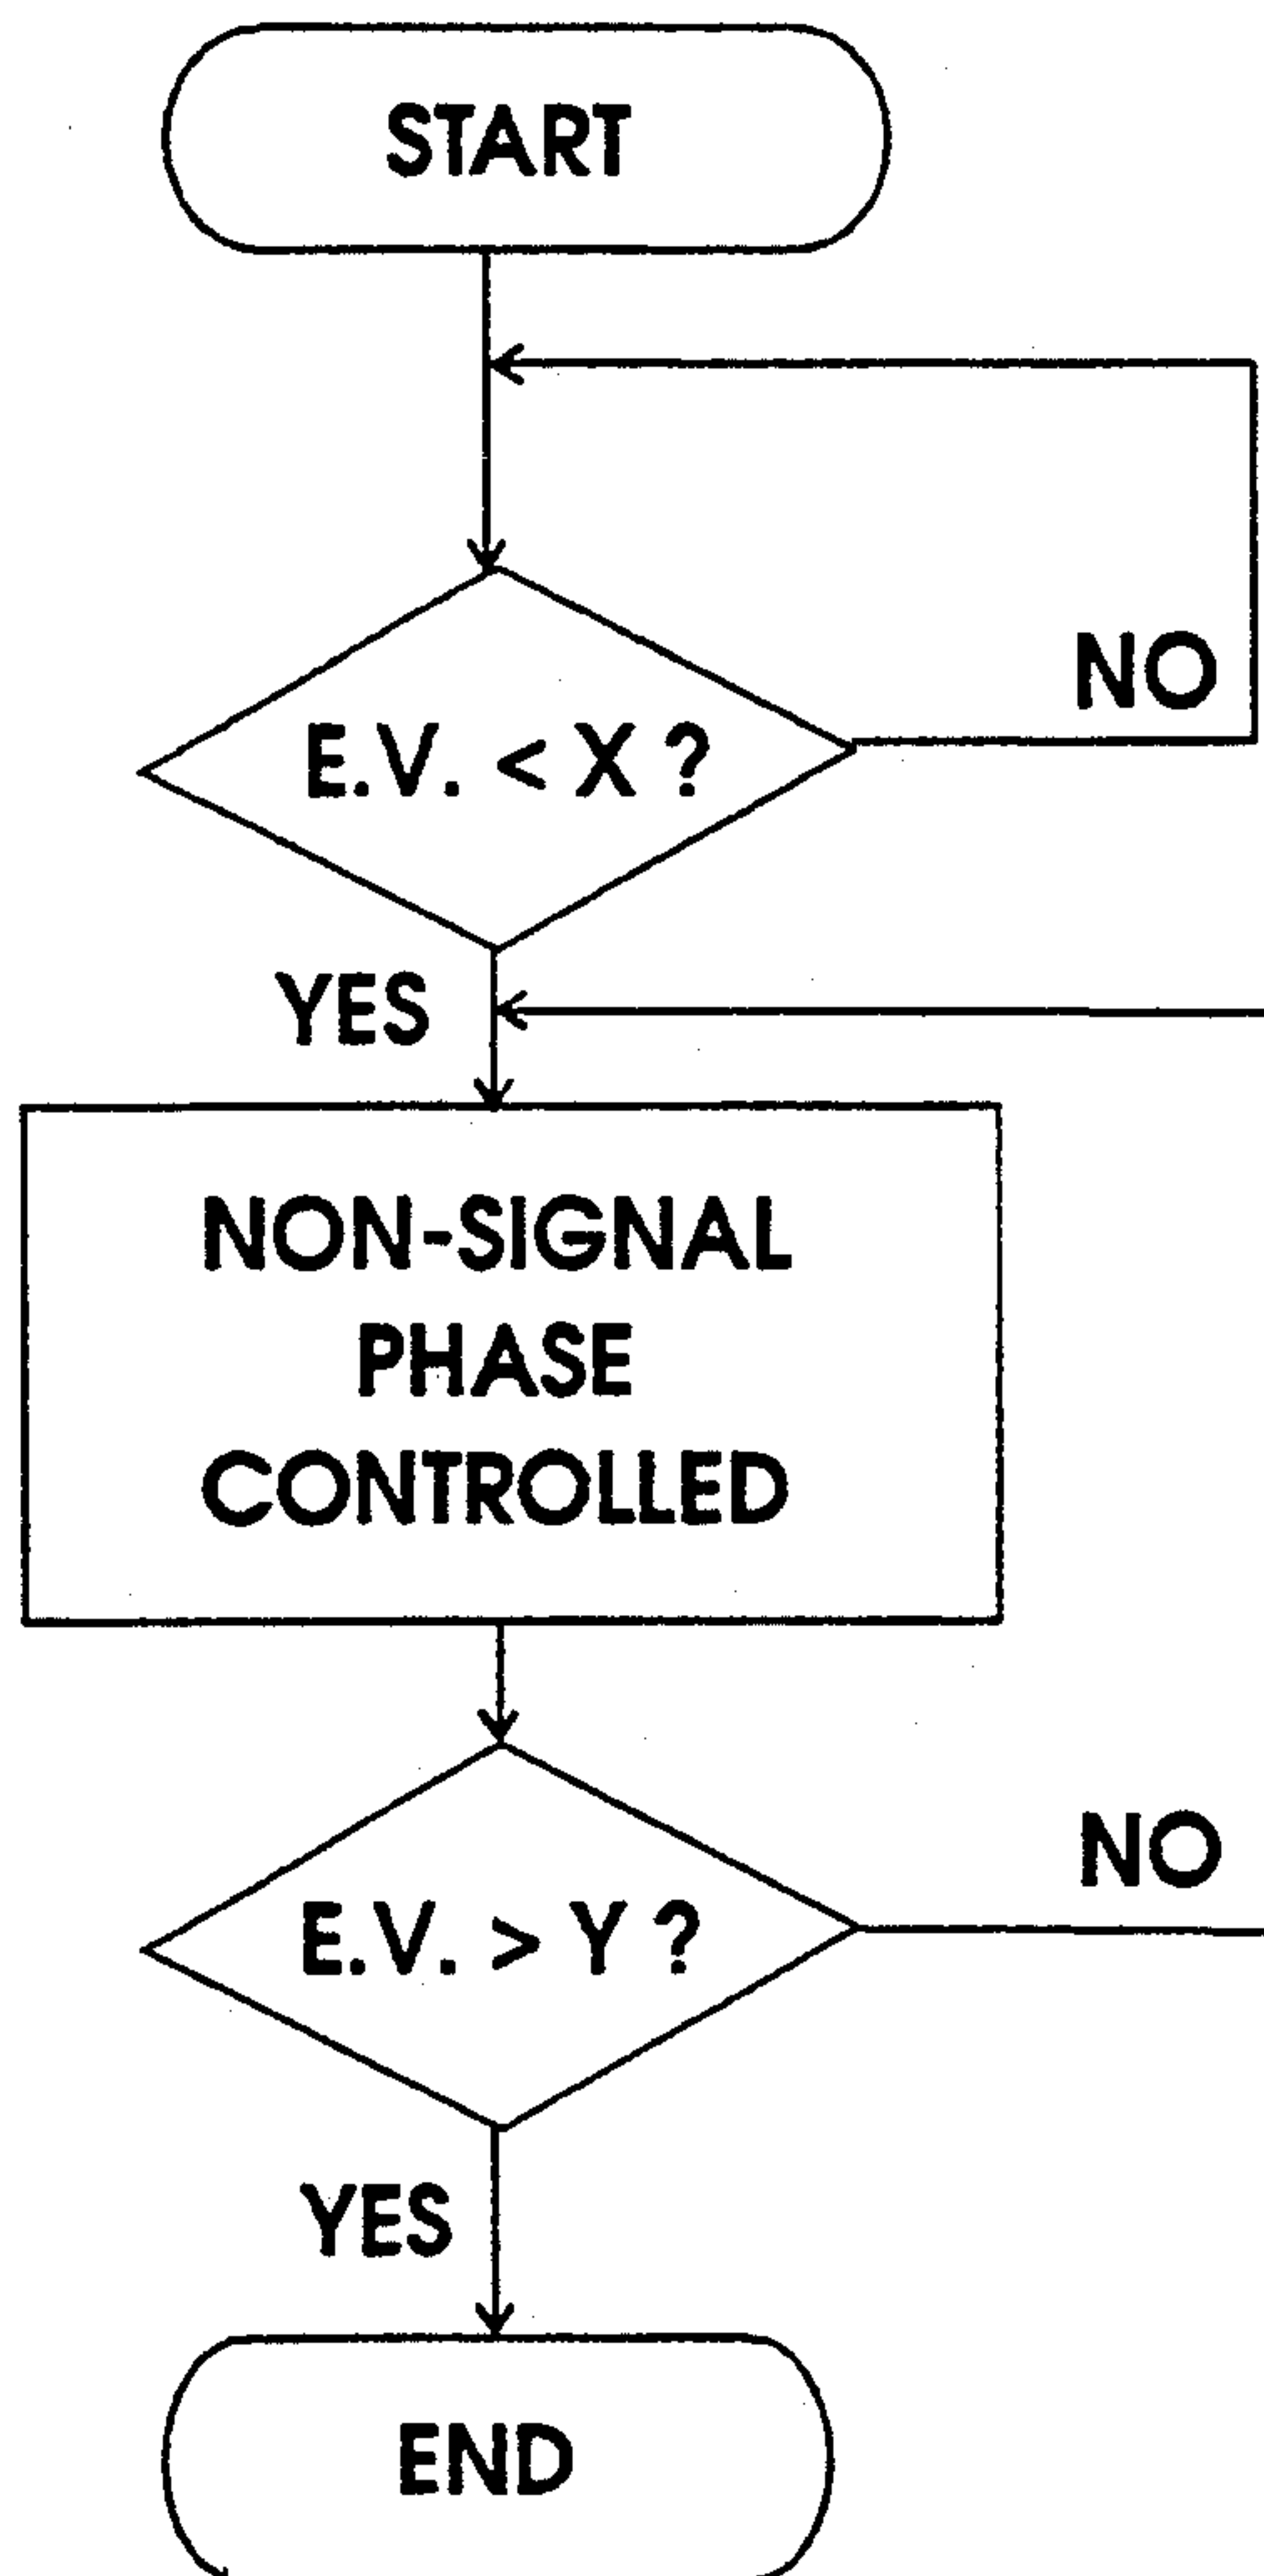 START
E.V. < X ?
NO
YES
NON-SIGNAL
PHASE
CONTROLLED
E.V. > Y ?
NO
YES
END